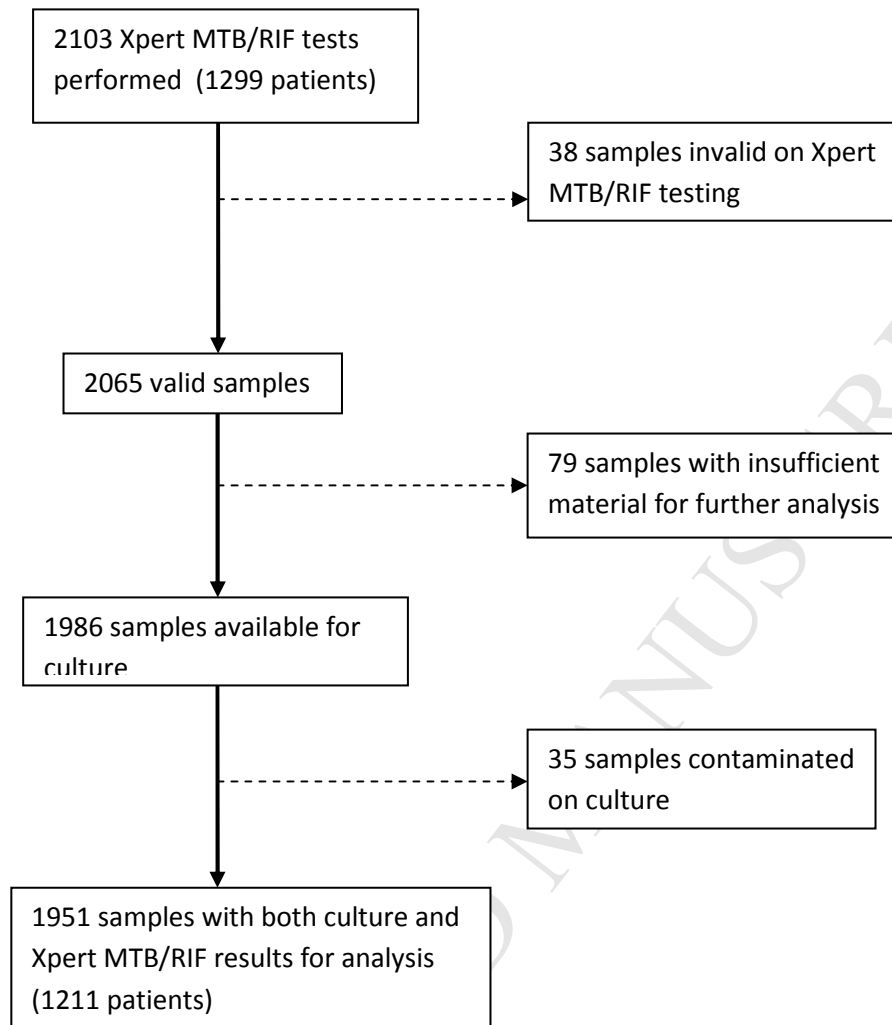 2103 Xpert MTB/RIF tests
performed (1299 patients)
38 samples invalid on Xpert
MTB/RIF testing
2065 valid samples
79 samples with insufficient
material for further analysis
1986 samples available for
culture
35 samples contaminated
on culture
1951 samples with both culture and
Xpert MTB/RIF results for analysis
(1211 patients)